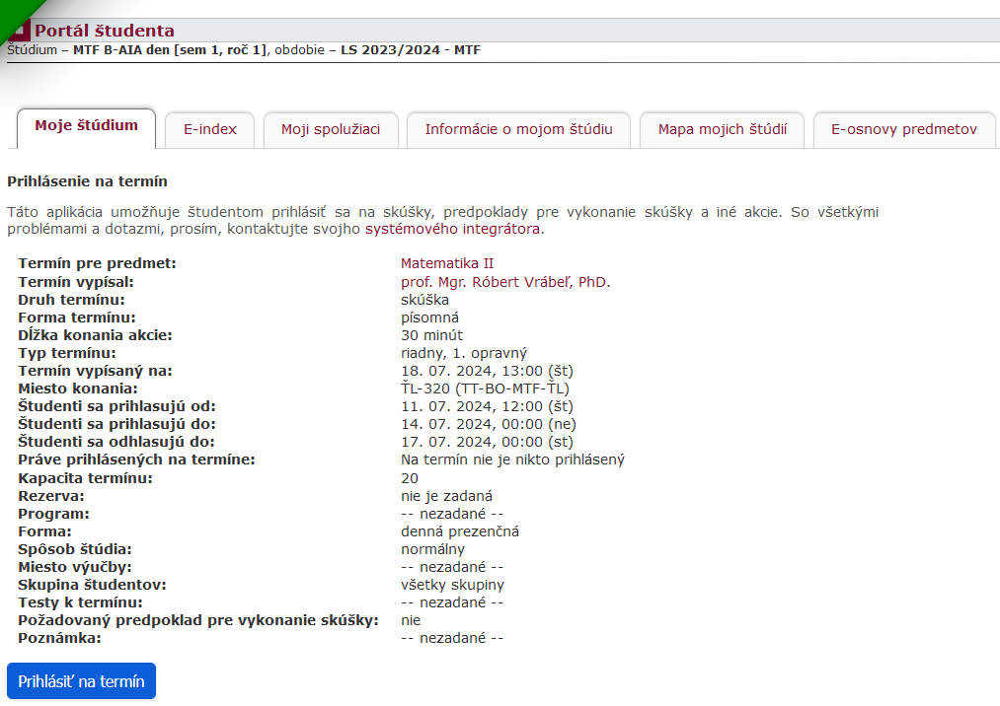 Portál študenta
Štúdium – MTF B-AIA den [sem 1, roč 1], obdobie – LS 2023/2024 - MTF
Moje štúdium E-index Moji spolužiaci Informácie o mojom štúdiu Mapa mojich štúdií E-osnovy predmetov
Prihlásenie na termín
Táto aplikácia umožňuje študentom prihlásiť sa na skúšky, predpoklady pre vykonanie skúšky a iné akcie. So všetkými
problémami a dotazmi, prosím, kontaktujte svojho systémového integrátora.
Termín pre predmet: Matematika II
Termín vypísal: prof. Mgr. Róbert Vrábeľ, PhD.
Druh termínu: skúška
Forma termínu: písomná
Dĺžka konania akcie: 30 minút
Typ termínu: riadny, 1. opravný
Termín vypísaný na: 18. 07. 2024, 13:00 (št)
Miesto konania: ŤL-320 (TT-BO-MTF-ŤL)
Študenti sa prihlasujú od: 11. 07. 2024, 12:00 (št)
Študenti sa prihlasujú do: 14. 07. 2024, 00:00 (ne)
Študenti sa odhlasujú do: 17. 07. 2024, 00:00 (st)
Práve prihlásených na termíne: Na termín nie je nikto prihlásený
Kapacita termínu: 20
Rezerva: nie je zadaná
Program: -- nezadané --
Forma: denná prezenčná
Spôsob štúdia: normálny
Miesto výučby: -- nezadané --
Skupina študentov: všetky skupiny
Testy k termínu: -- nezadané --
Požadovaný predpoklad pre vykonanie skúšky: nie
Poznámka: -- nezadané --
Prihlásiť na termín